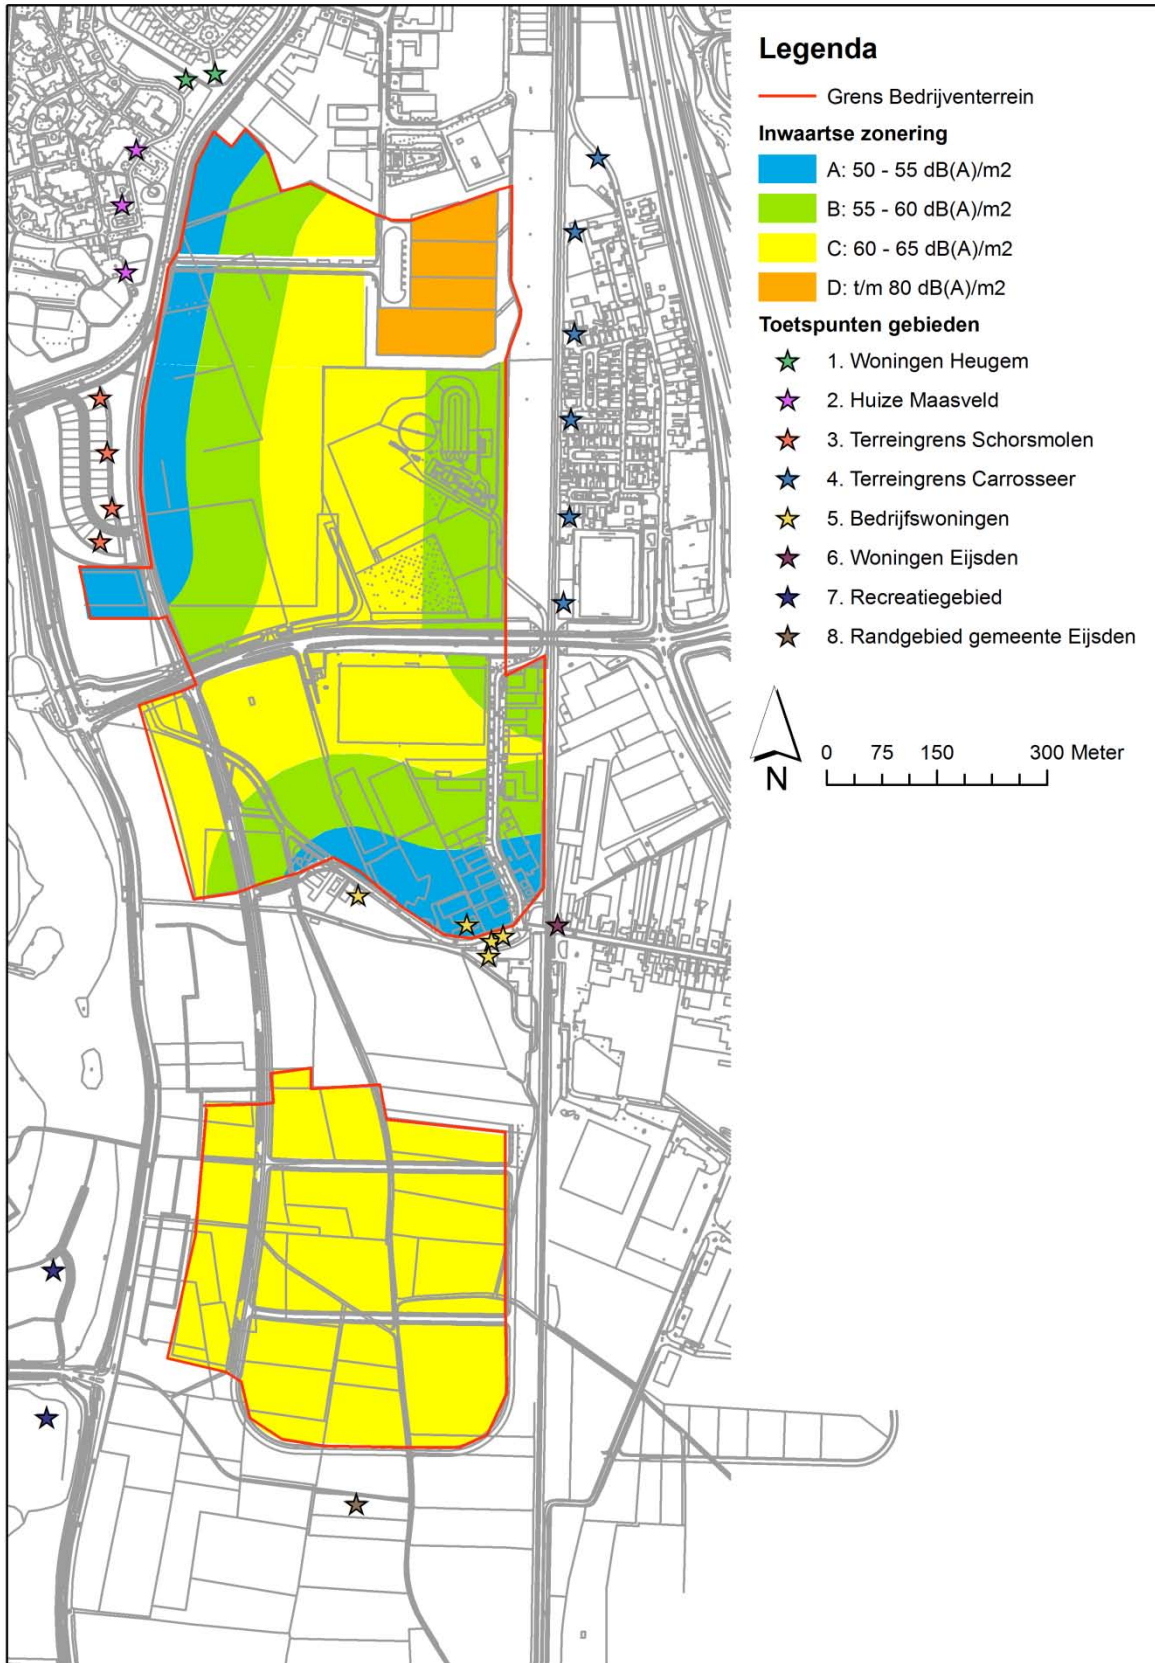 Legenda
Grens Bedrijventerrein
Inwaartse zonering
A: 50 - 55 dB(A)/m2
B: 55 - 60 dB(A)/m2
C: 60 - 65 dB(A)/m2
D: t/m 80 dB(A)/m2
Toetspunten gebieden
1. Woningen Heugem
2. Huize Maasveld
3. Terreingrens Schorsmolen
4. Terreingrens Carrosseer
5. Bedrijfswoningen
6. Woningen Eijsden
7. Recreatiegebied
8. Randgebied gemeente Eijsden
N
0 75 150 300 Meter